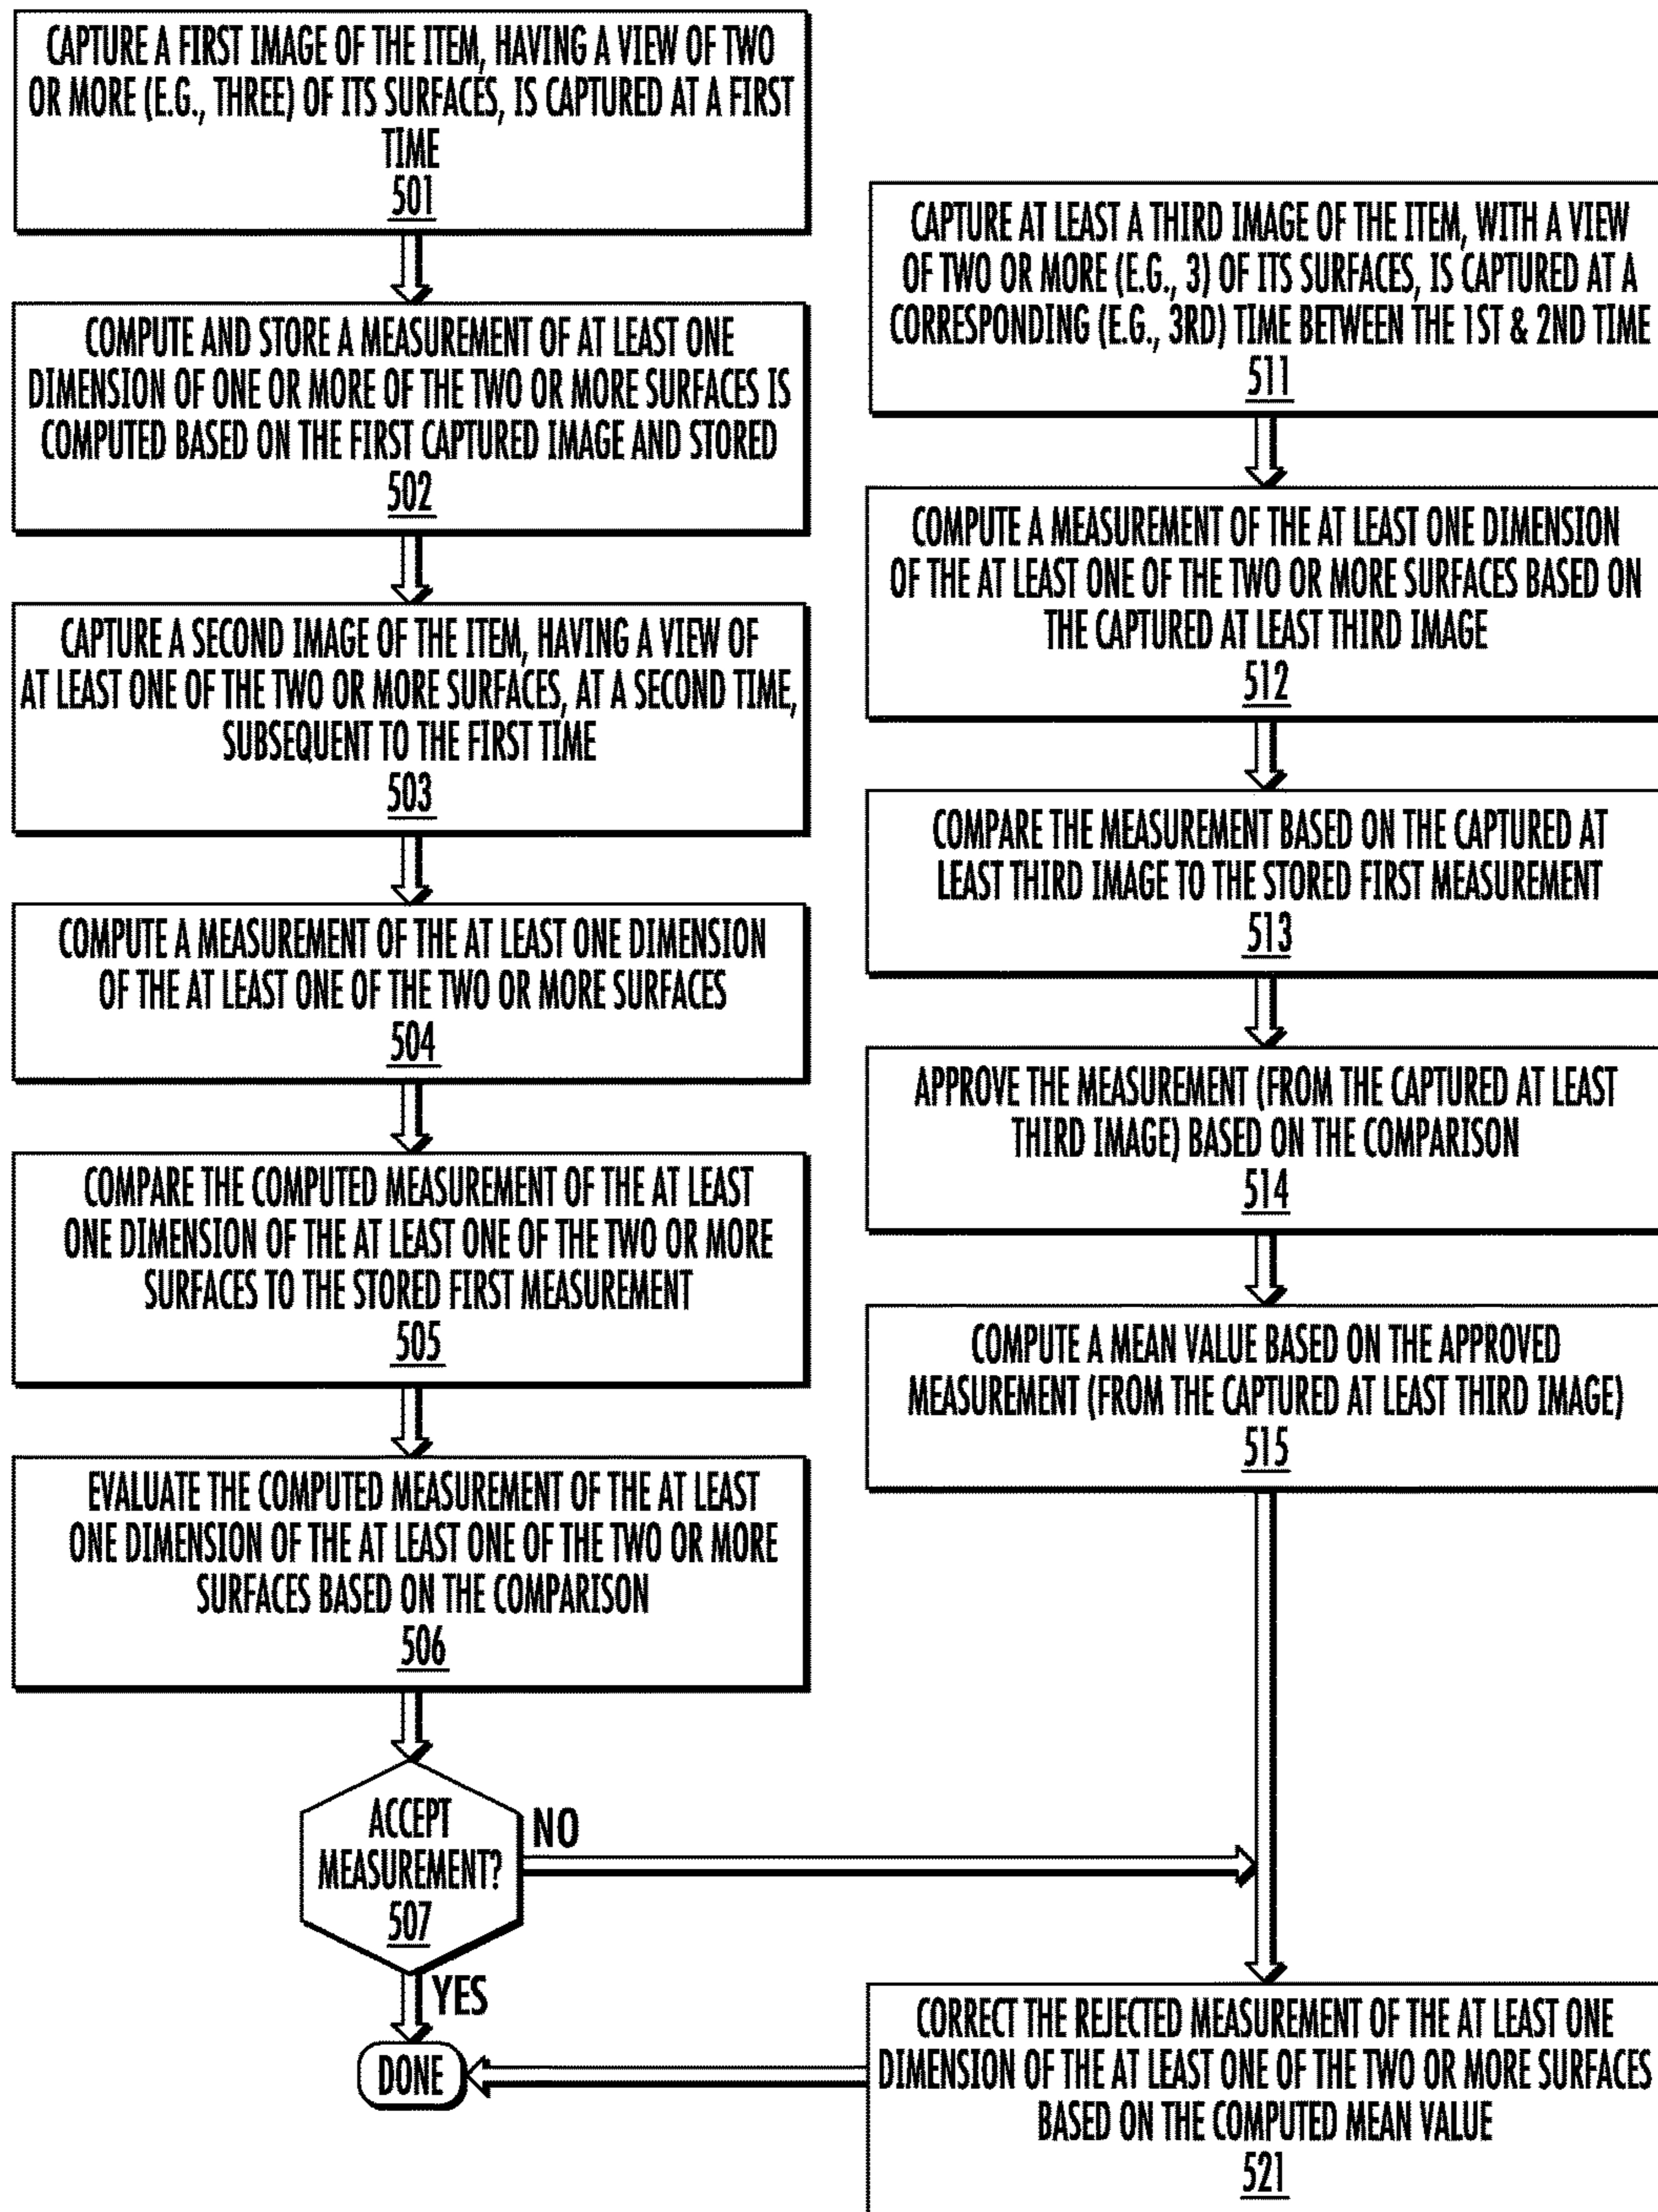 CAPTURE A FIRST IMAGE OF THE ITEM, HAVING A VIEW OF TWO
OR MORE (E.G., THREE) OF ITS SURFACES, IS CAPTURED AT A FIRST
TIME
501
COMPUTE AND STORE A MEASUREMENT OF AT LEAST ONE
DIMENSION OF ONE OR MORE OF THE TWO OR MORE SURFACES IS
COMPUTED BASED ON THE FIRST CAPTURED IMAGE AND STORED
502
CAPTURE A SECOND IMAGE OF THE ITEM, HAVING A VIEW OF
AT LEAST ONE OF THE TWO OR MORE SURFACES, AT A SECOND TIME,
SUBSEQUENT TO THE FIRST TIME
503
COMPUTE A MEASUREMENT OF THE AT LEAST ONE DIMENSION
OF THE AT LEAST ONE OF THE TWO OR MORE SURFACES
504
COMPARE THE COMPUTED MEASUREMENT OF THE AT LEAST
ONE DIMENSION OF THE AT LEAST ONE OF THE TWO OR MORE
SURFACES TO THE STORED FIRST MEASUREMENT
505
EVALUATE THE COMPUTED MEASUREMENT OF THE AT LEAST
ONE DIMENSION OF THE AT LEAST ONE OF THE TWO OR MORE
SURFACES BASED ON THE COMPARISON
506
ACCEPT
MEASUREMENT?
507
NO
YES
DONE
CAPTURE AT LEAST A THIRD IMAGE OF THE ITEM, WITH A VIEW
OF TWO OR MORE (E.G., 3) OF ITS SURFACES, IS CAPTURED AT A
CORRESPONDING (E.G., 3RD) TIME BETWEEN THE 1ST & 2ND TIME
511
COMPUTE A MEASUREMENT OF THE AT LEAST ONE DIMENSION
OF THE AT LEAST ONE OF THE TWO OR MORE SURFACES BASED ON
THE CAPTURED AT LEAST THIRD IMAGE
512
COMPARE THE MEASUREMENT BASED ON THE CAPTURED AT
LEAST THIRD IMAGE TO THE STORED FIRST MEASUREMENT
513
APPROVE THE MEASUREMENT (FROM THE CAPTURED AT LEAST
THIRD IMAGE) BASED ON THE COMPARISON
514
COMPUTE A MEAN VALUE BASED ON THE APPROVED
MEASUREMENT (FROM THE CAPTURED AT LEAST THIRD IMAGE)
515
CORRECT THE REJECTED MEASUREMENT OF THE AT LEAST ONE
DIMENSION OF THE AT LEAST ONE OF THE TWO OR MORE SURFACES
BASED ON THE COMPUTED MEAN VALUE
521